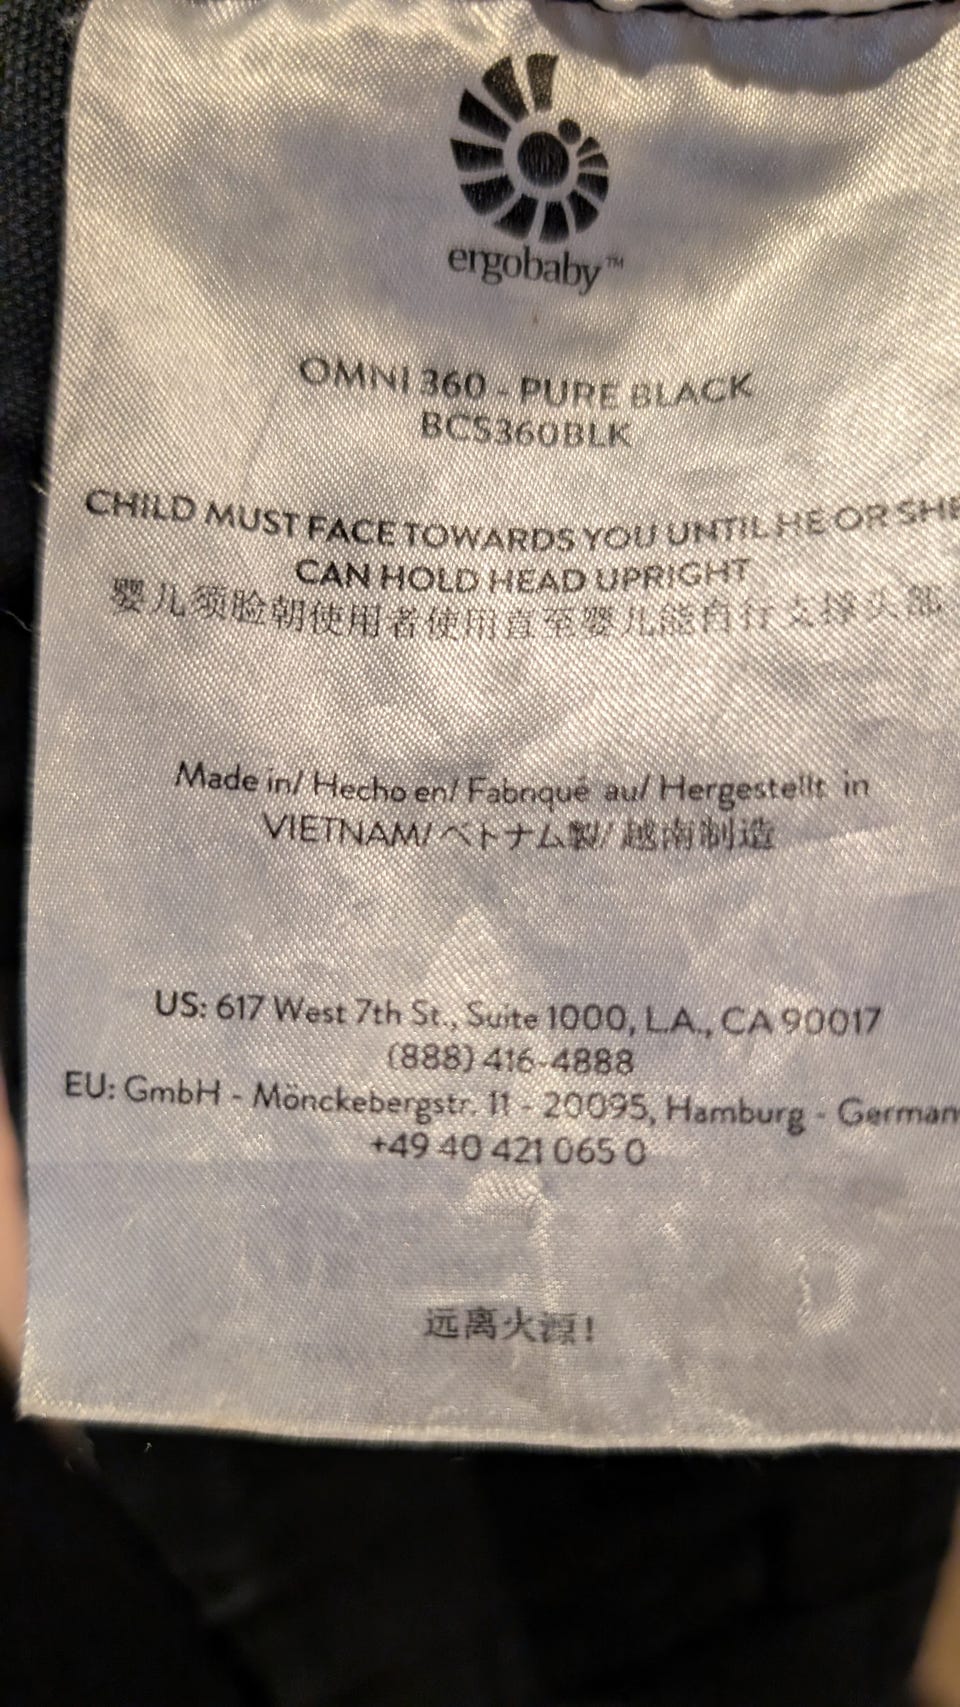 ergobaby™
OMNI 360 - PURE BLACK
BCS360BLK
CHILD MUST FACE TOWARDS YOU UNTIL HE OR SHE
CAN HOLD HEAD UPRIGHT
婴儿须脸朝使用者使用直至婴儿能自行支撑头部
Made in/ Hecho en/ Fabriqué au/ Hergestellt in
VIETNAM/ベトナム製/越南制造
US: 617 West 7th St., Suite 1000, L.A., CA 90017
(888) 416-4888
EU: GmbH - Mönckebergstr. 11 - 20095, Hamburg - German
+49 40 421 065 0
远离火源!